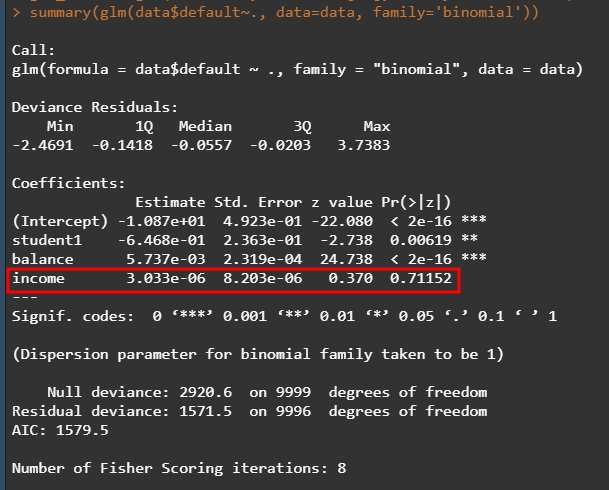 > summary(glm(data$default~., data=data, family='binomial'))
Call:
glm(formula = data$default ~ ., family = "binomial", data = data)
Deviance Residuals:
    Min       1Q   Median       3Q      Max
-2.4691  -0.1418  -0.0557  -0.0203   3.7383
Coefficients:
              Estimate Std. Error z value Pr(>|z|)
(Intercept) -1.087e+01  4.923e-01 -22.080  < 2e-16 ***
student1    -6.468e-01  2.363e-01  -2.738  0.00619 **
balance      5.737e-03  2.319e-04  24.738  < 2e-16 ***
income       3.033e-06  8.203e-06   0.370  0.71152
---
Signif. codes:  0 ‘***’ 0.001 ‘**’ 0.01 ‘*’ 0.05 ‘.’ 0.1 ‘ ’ 1
(Dispersion parameter for binomial family taken to be 1)
    Null deviance: 2920.6  on 9999  degrees of freedom
Residual deviance: 1571.5  on 9996  degrees of freedom
AIC: 1579.5
Number of Fisher Scoring iterations: 8